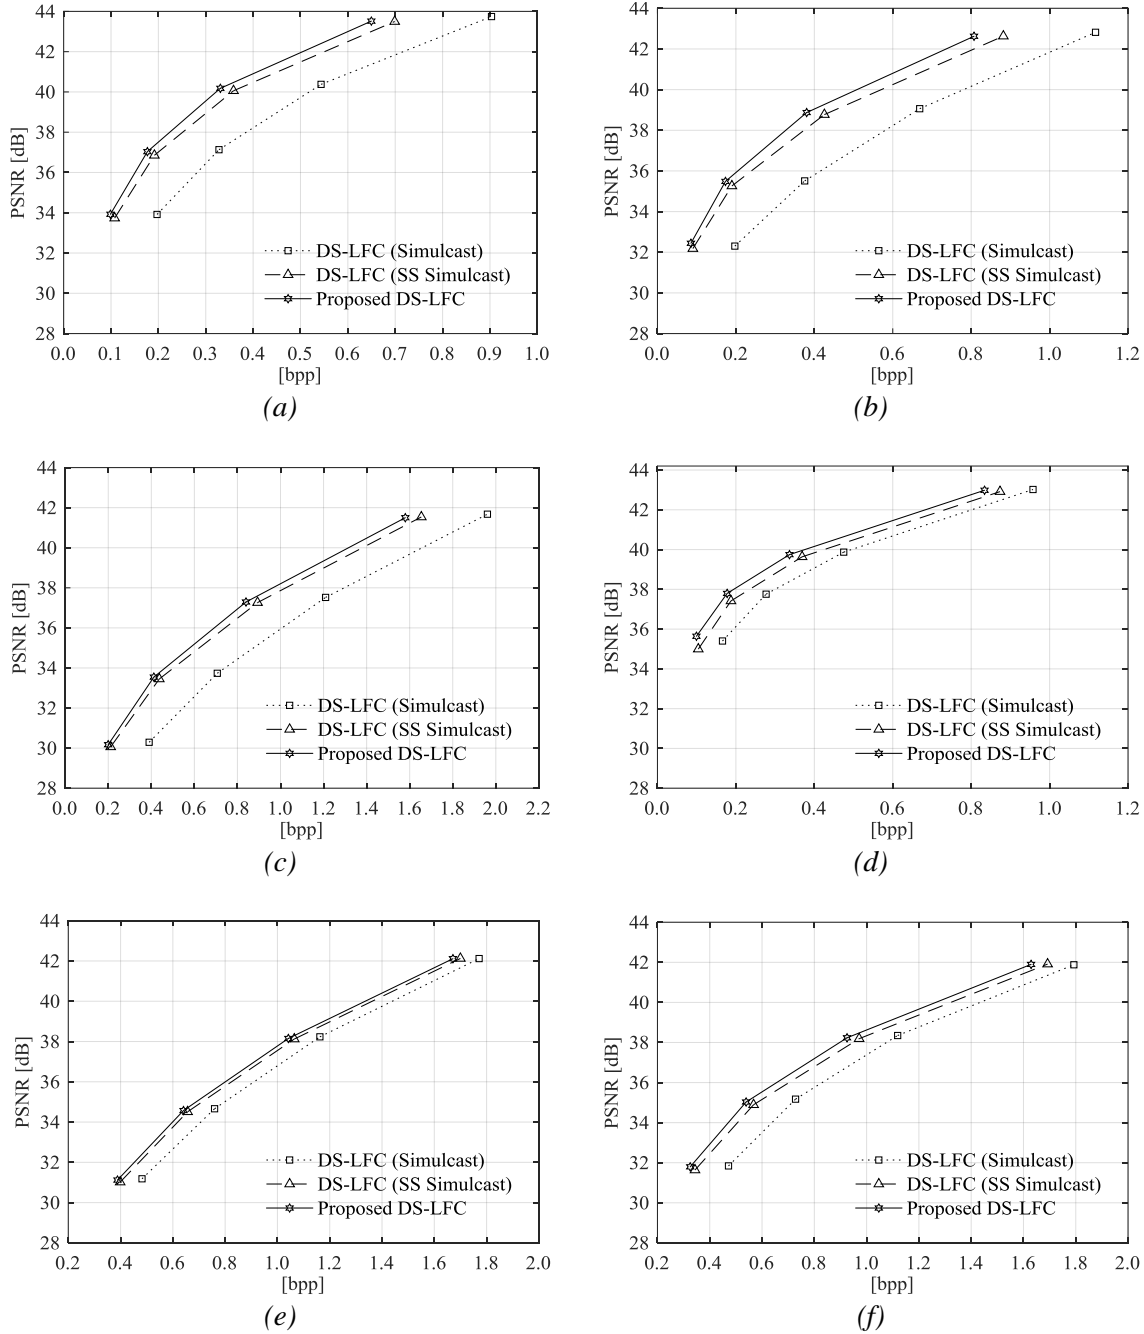 44
42
40
38
36
34
32
30
28
PSNR [dB]
DS-LFC (Simulcast)
DS-LFC (SS Simulcast)
Proposed DS-LFC
0.0 0.1 0.2 0.3 0.4 0.5 0.6 0.7 0.8 0.9 1.0
[bpp]
(a)
44
42
40
38
36
34
32
30
28
PSNR [dB]
DS-LFC (Simulcast)
DS-LFC (SS Simulcast)
Proposed DS-LFC
0.0 0.2 0.4 0.6 0.8 1.0 1.2
[bpp]
(b)
44
42
40
38
36
34
32
30
28
PSNR [dB]
DS-LFC (Simulcast)
DS-LFC (SS Simulcast)
Proposed DS-LFC
0.0 0.2 0.4 0.6 0.8 1.0 1.2 1.4 1.6 1.8 2.0 2.2
[bpp]
(c)
44
42
40
38
36
34
32
30
28
PSNR [dB]
DS-LFC (Simulcast)
DS-LFC (SS Simulcast)
Proposed DS-LFC
0.0 0.2 0.4 0.6 0.8 1.0 1.2
[bpp]
(d)
44
42
40
38
36
34
32
30
28
PSNR [dB]
DS-LFC (Simulcast)
DS-LFC (SS Simulcast)
Proposed DS-LFC
0.2 0.4 0.6 0.8 1.0 1.2 1.4 1.6 1.8 2.0
[bpp]
(e)
44
42
40
38
36
34
32
30
28
PSNR [dB]
DS-LFC (Simulcast)
DS-LFC (SS Simulcast)
Proposed DS-LFC
0.2 0.4 0.6 0.8 1.0 1.2 1.4 1.6 1.8 2.0
[bpp]
(f)